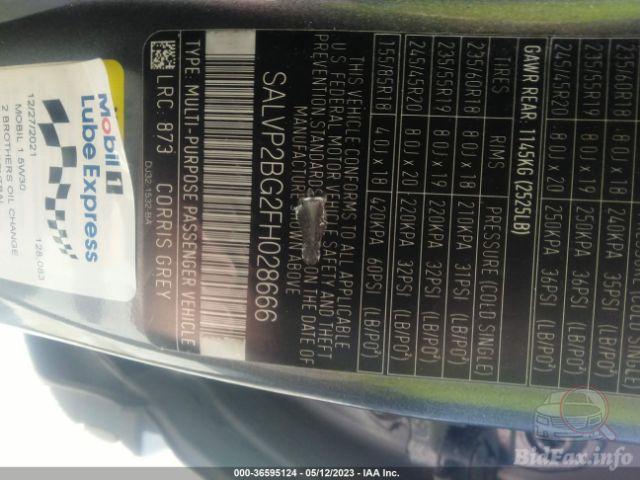 Mobil 1
Lube Express
12/27/2021
128,083
MOBIL 1 5W30
2 BROTHERS OIL CHANGE
LRC: 873 CORRIS GREY
DJ32.1532-BA
TYPE: MULTI-PURPOSE PASSENGER VEHICLE
SALVP2BG2FH028666
MANUFACTURE SHOWN ABOVE
PREVENTIONS STANDARDS ON THE DATE OF
U S FEDERAL MOTOR VEHICLE SAFETY AND THEFT
THIS VEHICLE CONFORMS TO ALL APPLICABLE
155/85R18 4.0J x 18 420KPA 60PSI (LB/PO²)
245/45R20 8.0J x 20 220KPA 32PSI (LB/PO²)
235/55R19 8.0J x 19 220KPA 32PSI (LB/PO²)
235/60R18 8.0J x 18 210KPA 31PSI (LB/PO²)
TIRES RIMS PRESSURE (COLD SINGLE)
GAWR REAR: 1145KG (2525LB)
245/45R20 8.0J x 20 250KPA 36PSI (LB/PO²)
235/55R19 8.0J x 19 250KPA 36PSI (LB/PO²)
235/60R18 8.0J x 18 240KPA 35PSI (LB/PO²)
000-36595124 - 05/12/2023 - IAA Inc.
BidFax.info